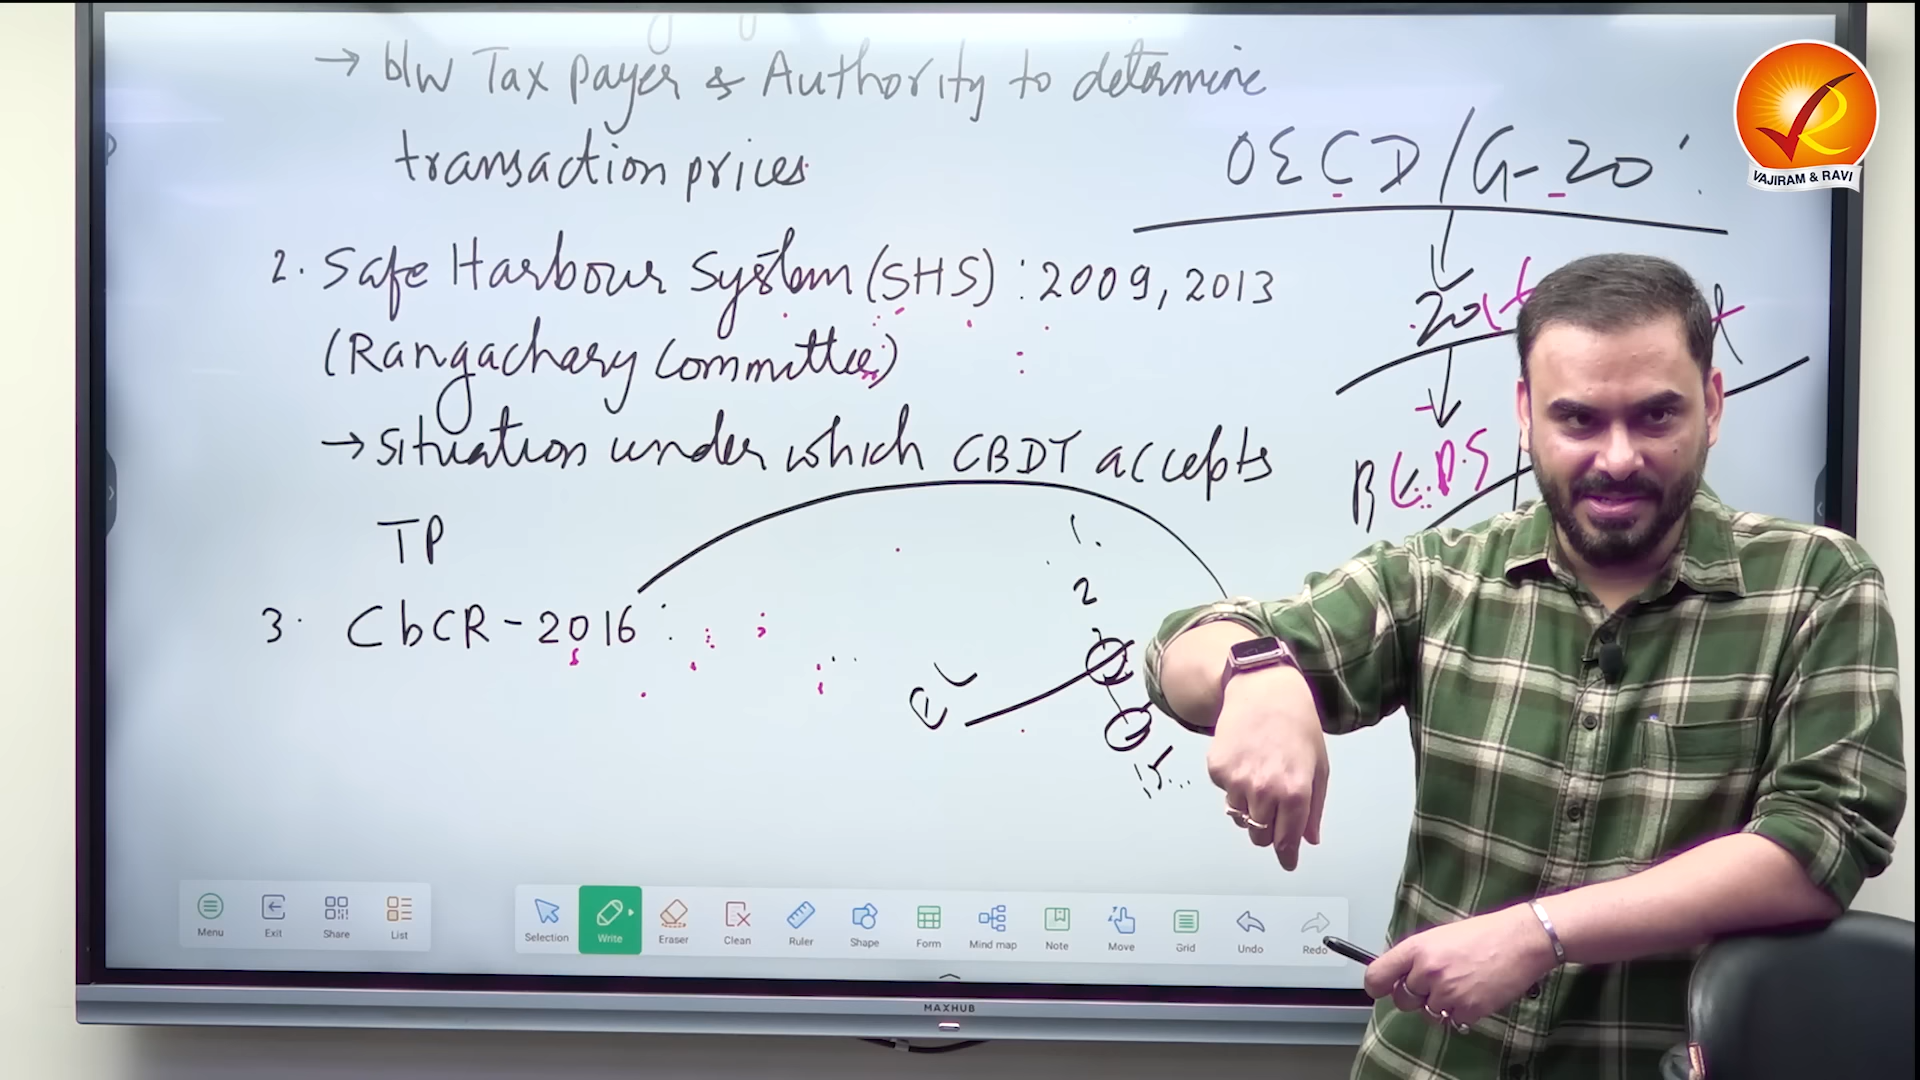 → b/w Tax payer & Authority to determine
transaction prices
OECD/G-20
2. Safe Harbour System (SHS) : 2009, 2013
(Rangachary Committee)
→ Situation under which CBDT accepts
TP
3. CbCR - 2016 :
BEPS
1.
2
15...
VAJIRAM & RAVI
Menu
Exit
Share
List
Selection
Write
Eraser
Clean
Ruler
Shape
Form
Mind map
Note
Move
Grid
Undo
Redo
MAXHUB